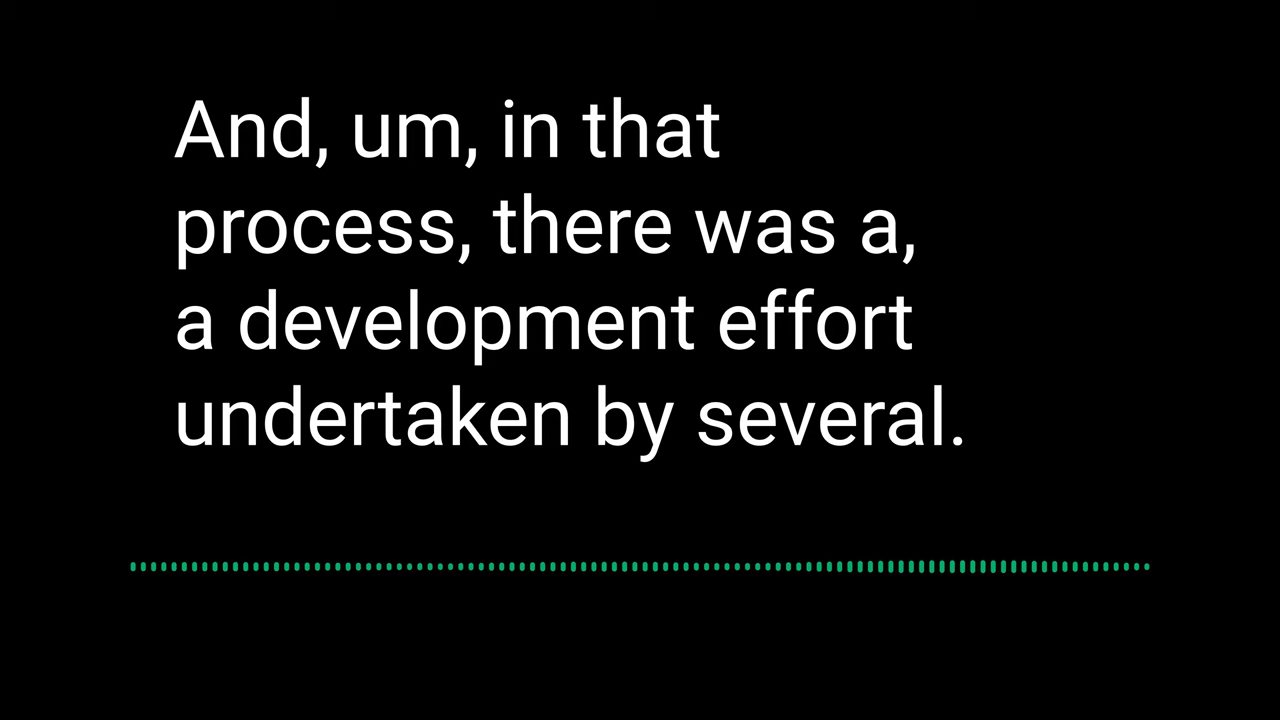 And, um, in that
process, there was a,
a development effort
undertaken by several.